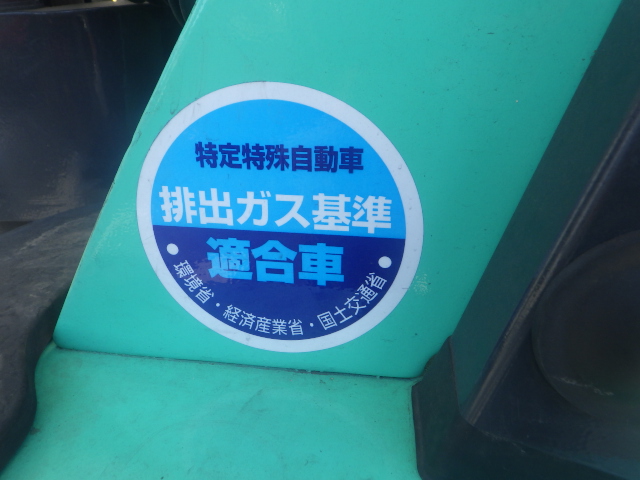 特定特殊自動車
排出ガス基準
適合車
環境省・経済産業省・国土交通省